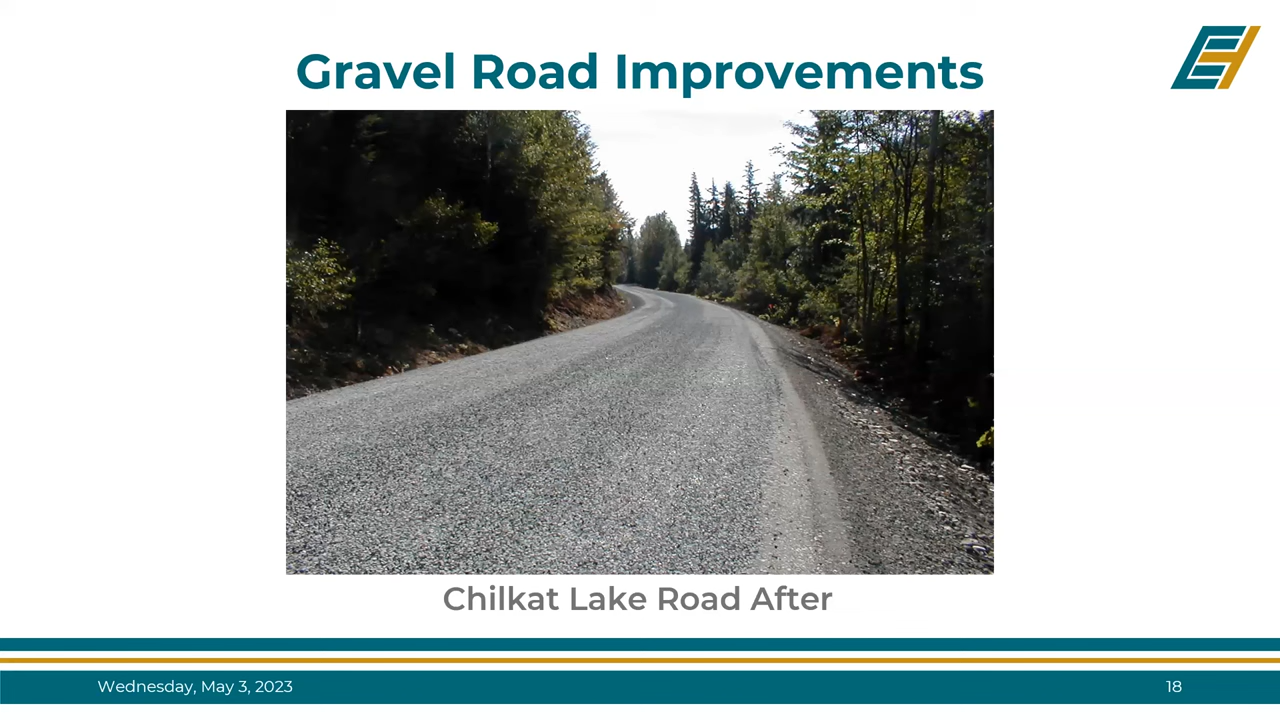 Gravel Road Improvements
Chilkat Lake Road After
Wednesday, May 3, 2023
18